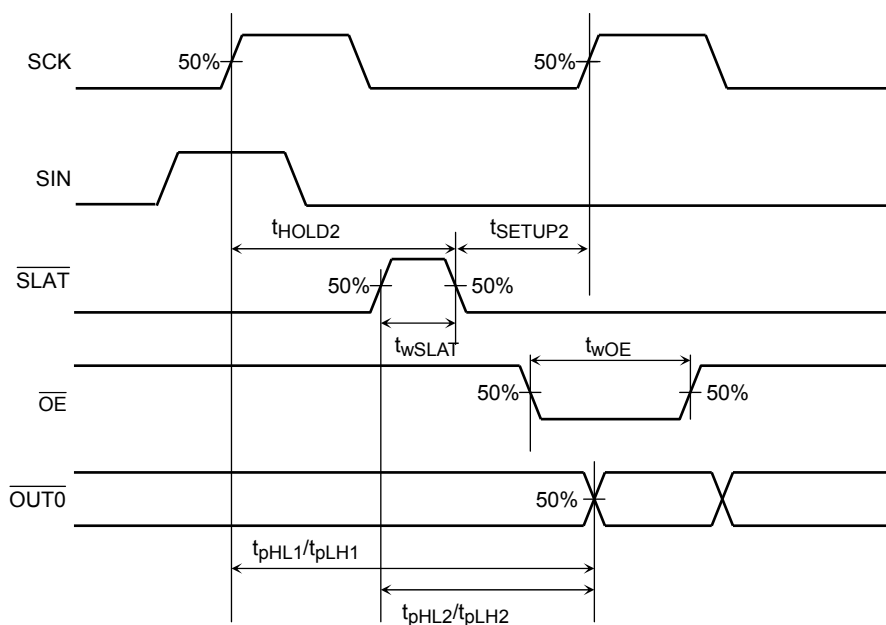 SCK
50%
50%
SIN
tHOLD2
tSETUP2
SLAT
50%
50%
twSLAT
twOE
OE
50%
50%
OUT0
50%
tpHL1/tpLH1
tpHL2/tpLH2